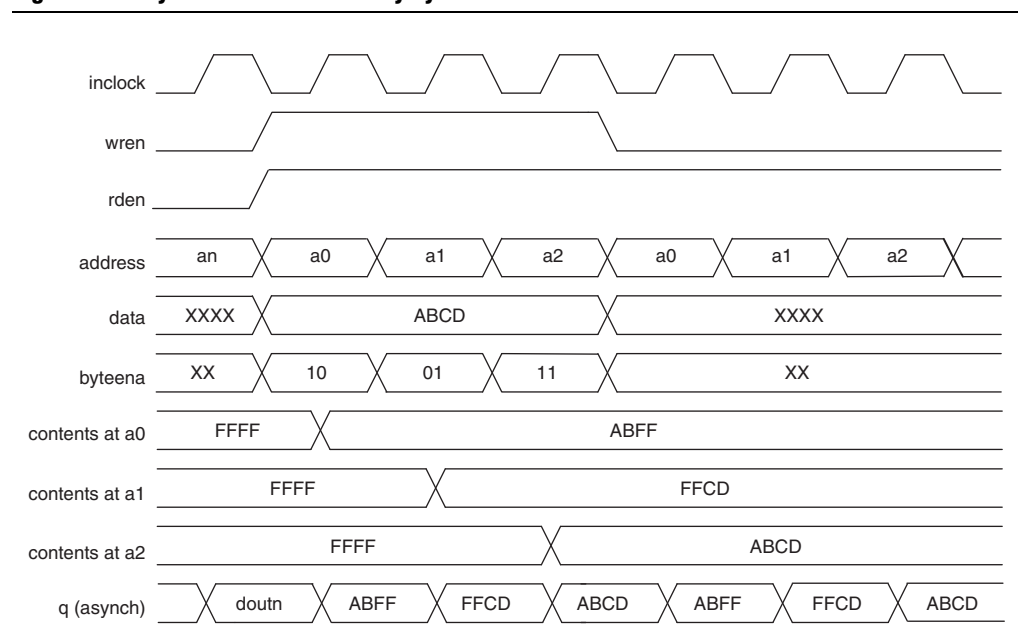 inclock
wren
rden
address an a0 a1 a2 a0 a1 a2
data XXXX ABCD XXXX
byteena XX 10 01 11 XX
contents at a0 FFFF ABFF
contents at a1 FFFF FFCD
contents at a2 FFFF ABCD
q (asynch) doutn ABFF FFCD ABCD ABFF FFCD ABCD